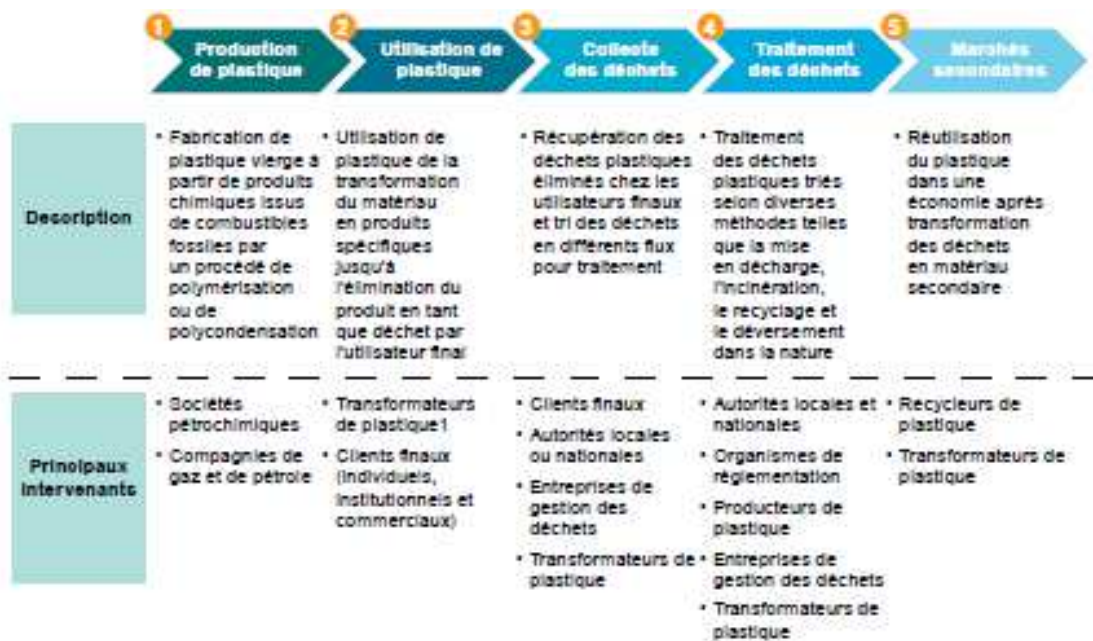 1
Production
de plastique
2
Utilisation de
plastique
3
Collecte
des déchets
4
Traitement
des déchets
5
Marchés
secondaires
Description
• Fabrication de
plastique vierge à
partir de produits
chimiques issus
de combustibles
fossiles par
un procédé de
polymérisation
ou de
polycondensation
• Utilisation de
plastique de la
transformation
du matériau
en produits
spécifiques
jusqu'à
l'élimination du
produit en tant
que déchet par
l'utilisateur final
• Récupération des
déchets plastiques
éliminés chez les
utilisateurs finaux
et tri des déchets
en différents flux
pour traitement
• Traitement
des déchets
plastiques triés
selon diverses
méthodes telles
que la mise
en décharge,
l'incinération,
le recyclage et
le déversement
dans la nature
• Réutilisation
du plastique
dans une
économie après
transformation
des déchets
en matériau
secondaire
Principaux
intervenants
• Sociétés
pétrochimiques
• Compagnies de
gaz et de pétrole
• Transformateurs
de plastique1
• Clients finaux
(individuels,
institutionnels et
commerciaux)
• Clients finaux
• Autorités locales
ou nationales
• Entreprises de
gestion des
déchets
• Transformateurs de
plastique
• Autorités locales et
nationales
• Organismes de
réglementation
• Producteurs de
plastique
• Entreprises de
gestion des déchets
• Transformateurs de
plastique
• Recycleurs de
plastique
• Transformateurs de
plastique